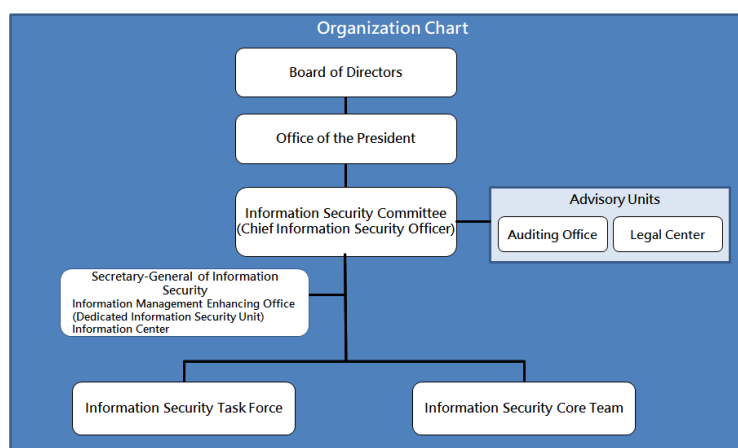 Organization Chart
Board of Directors
Office of the President
Information Security Committee
(Chief Information Security Officer)
Advisory Units
Auditing Office
Legal Center
Secretary-General of Information
Security
Information Management Enhancing Office
(Dedicated Information Security Unit)
Information Center
Information Security Task Force
Information Security Core Team